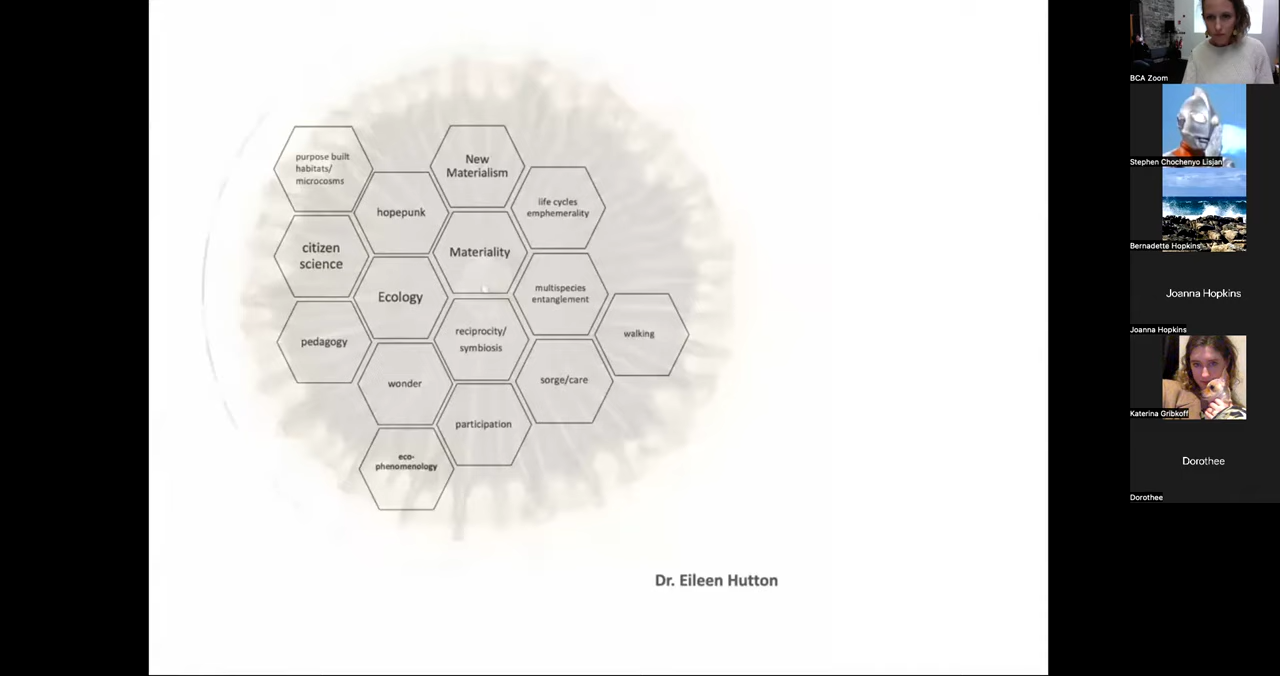 purpose built
habitats/
microcosms
New
Materialism
hopepunk
life cycles
emphemerality
citizen
science
Materiality
Ecology
multispecies
entanglement
pedagogy
reciprocity/
symbiosis
walking
wonder
sorge/care
participation
eco-
phenomenology
Dr. Eileen Hutton
BCA Zoom
Stephen Chochenyo Lisjan
Bernadette Hopkins
Joanna Hopkins
Joanna Hopkins
Katerina Gribkoff
Dorothee
Dorothee